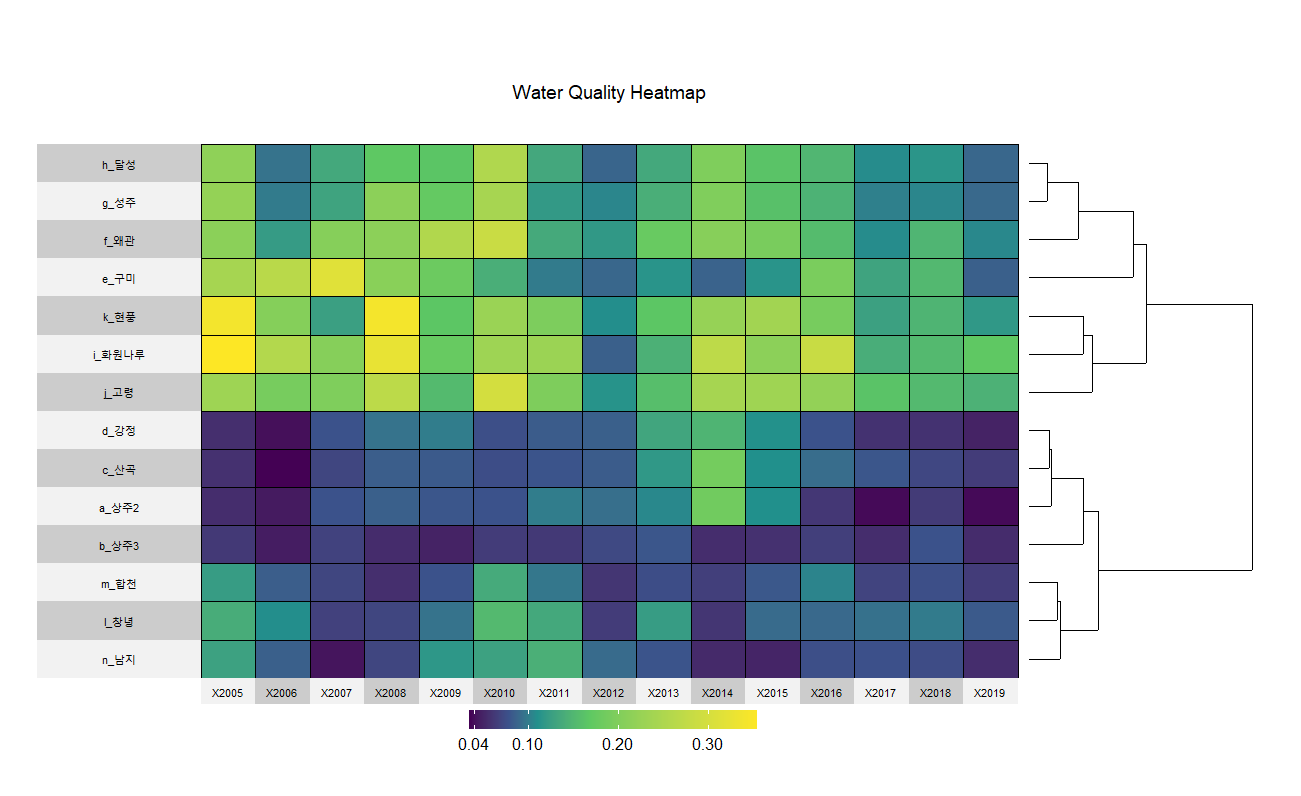 Water Quality Heatmap
h_달성
g_성주
f_왜관
e_구미
k_현풍
i_화원나루
j_고령
d_강정
c_산곡
a_상주2
b_상주3
m_합천
l_창녕
n_남지
X2005 X2006 X2007 X2008 X2009 X2010 X2011 X2012 X2013 X2014 X2015 X2016 X2017 X2018 X2019
0.04 0.10 0.20 0.30